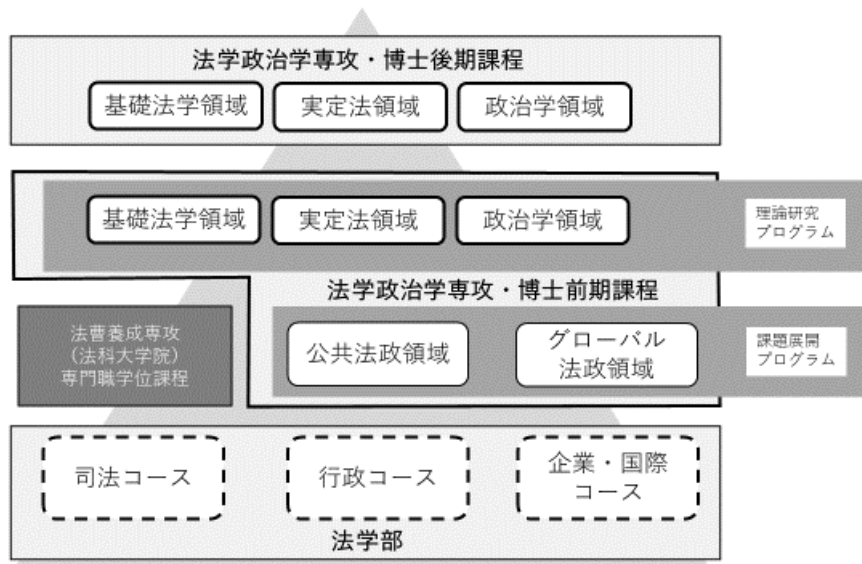 法学政治学専攻・博士後期課程
基礎法学領域
実定法領域
政治学領域
基礎法学領域
実定法領域
政治学領域
理論研究
プログラム
法学政治学専攻・博士前期課程
法曹養成専攻
(法科大学院)
専門職学位課程
公共法政領域
グローバル
法政領域
課題展開
プログラム
司法コース
行政コース
企業・国際
コース
法学部